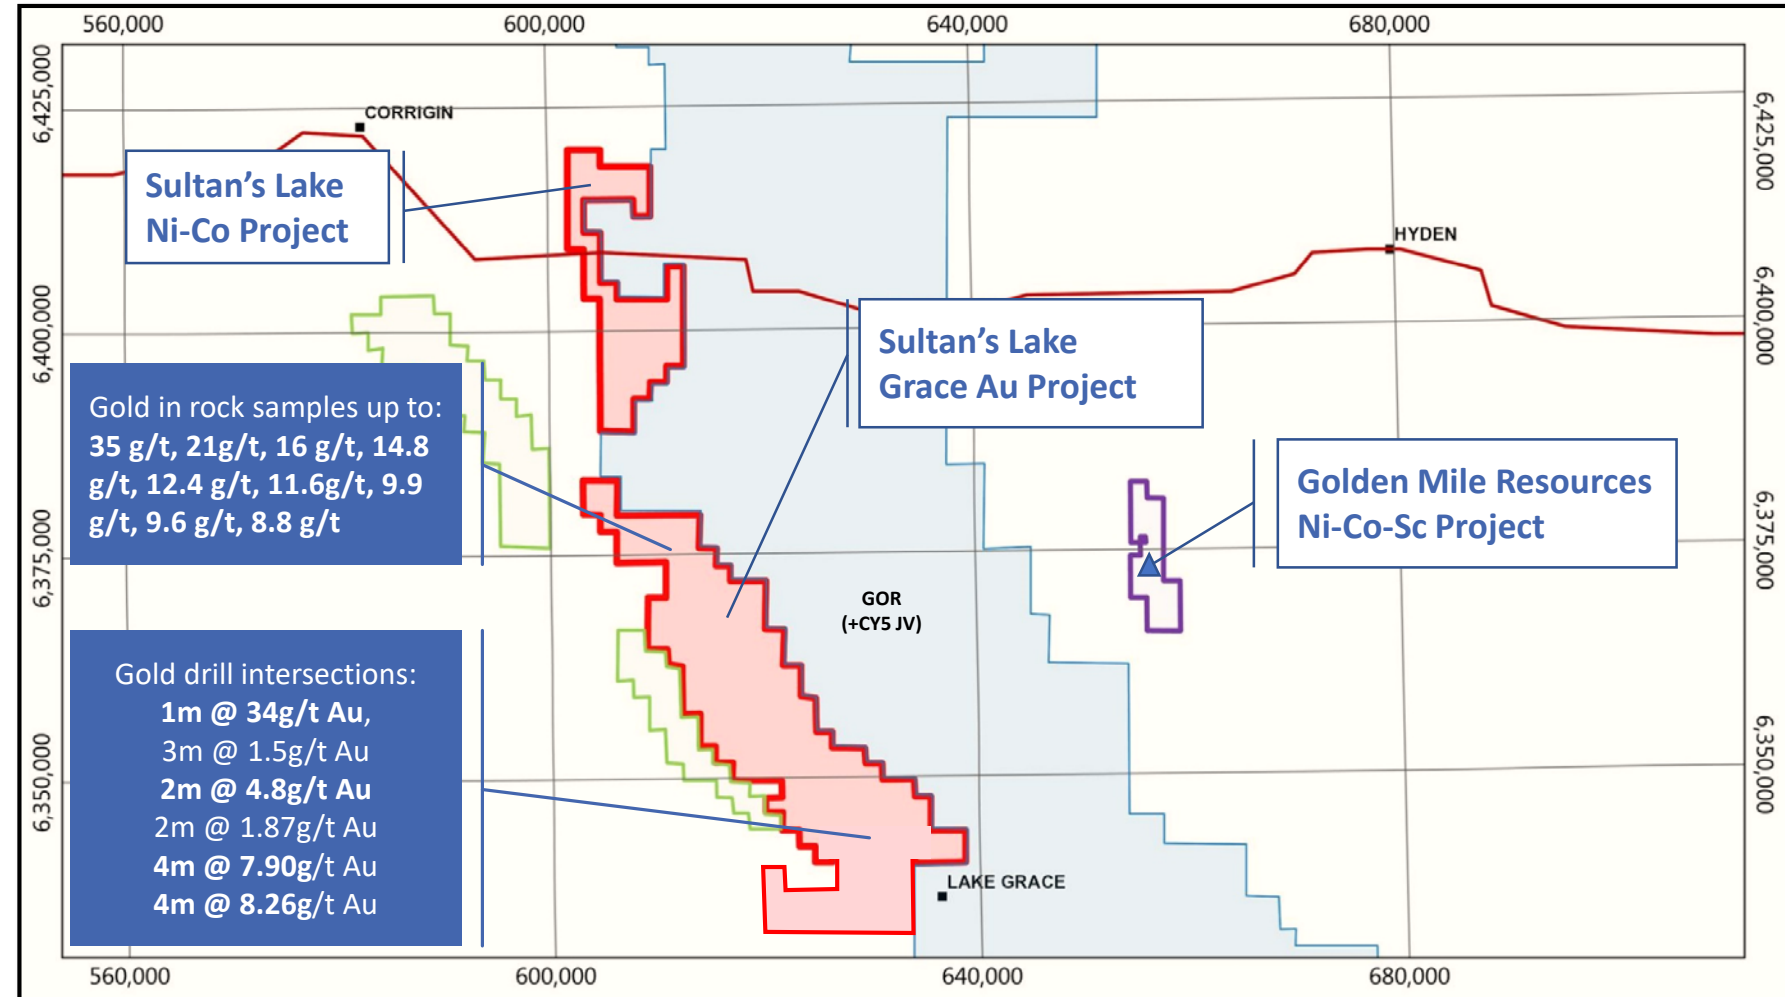 560,000
600,000
640,000
680,000
6,425,000
6,400,000
6,375,000
6,350,000
6,425,000
6,400,000
6,375,000
6,350,000
CORRIGIN
Sultan’s Lake
Ni-Co Project
HYDEN
Sultan’s Lake
Grace Au Project
Gold in rock samples up to:
35 g/t, 21g/t, 16 g/t, 14.8
g/t, 12.4 g/t, 11.6g/t, 9.9
g/t, 9.6 g/t, 8.8 g/t
Golden Mile Resources
Ni-Co-Sc Project
GOR
(+CY5 JV)
Gold drill intersections:
1m @ 34g/t Au,
3m @ 1.5g/t Au
2m @ 4.8g/t Au
2m @ 1.87g/t Au
4m @ 7.90g/t Au
4m @ 8.26g/t Au
LAKE GRACE
560,000
600,000
640,000
680,000